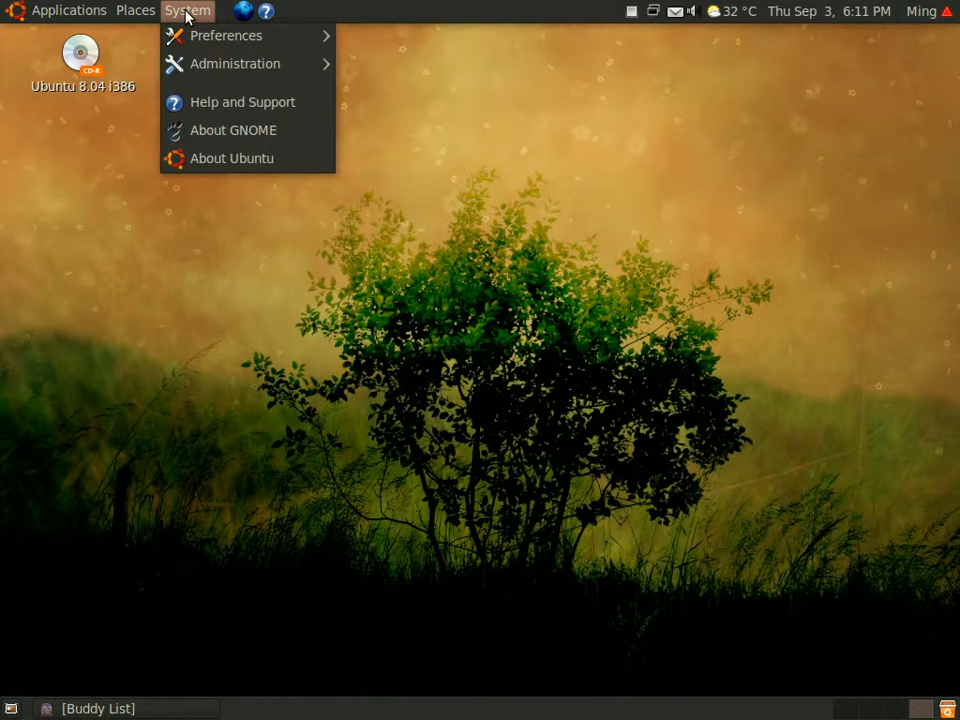 Applications Places System 32 °C Thu Sep 3, 6:11 PM Ming
Preferences
Administration
Help and Support
About GNOME
About Ubuntu
CD-R
Ubuntu 8.04 i386
[Buddy List]